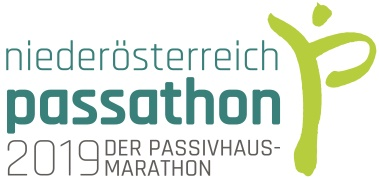 niederösterreich
passathon
2019 DER PASSIVHAUS-
MARATHON